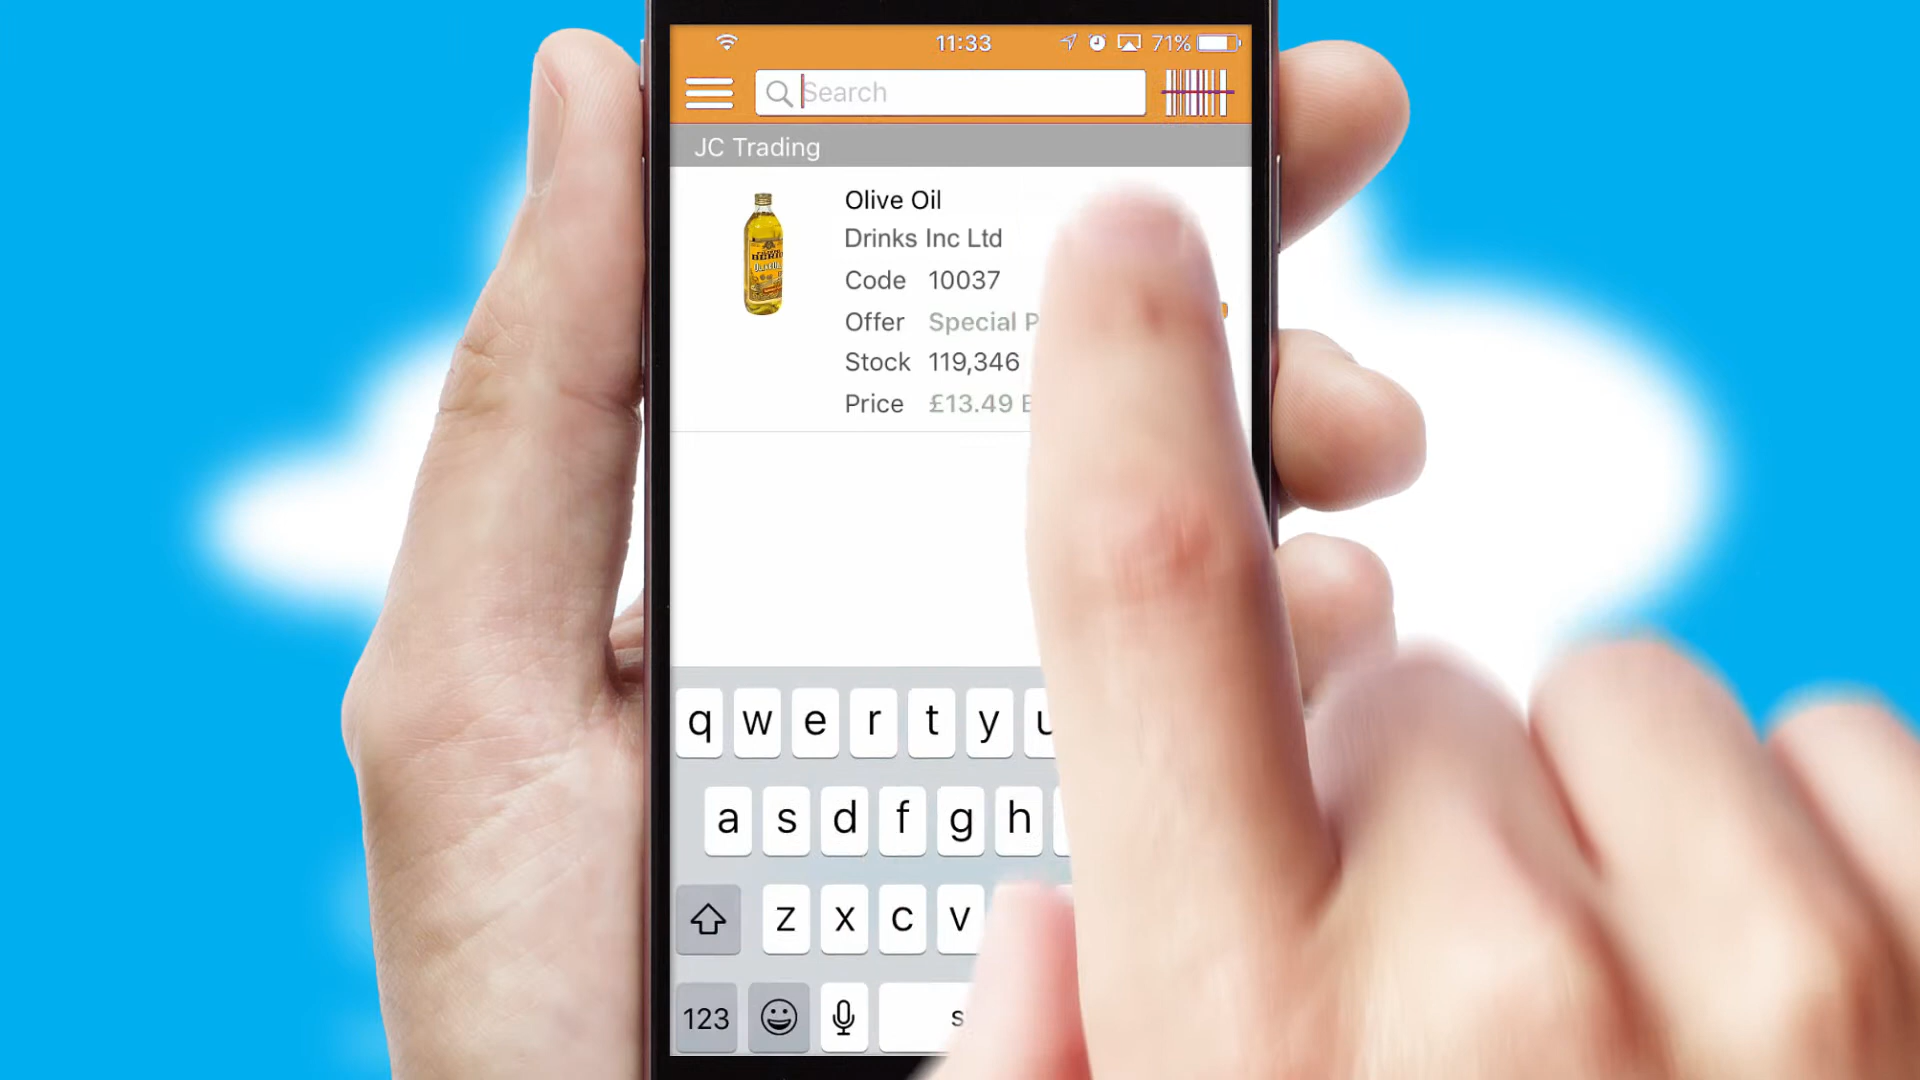 11:33 71%
Search
JC Trading
Olive Oil
Drinks Inc Ltd
Code 10037
Offer Special
Stock 119,346
Price £13.49
q w e r t y u
a s d f g h
z x c v
123